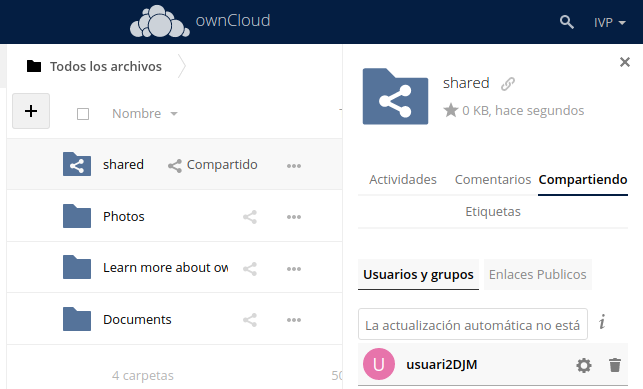 ownCloud
IVP
Todos los archivos
Nombre
shared
Compartido
Photos
Learn more about ow
Documents
4 carpetas
50
shared
0 KB, hace segundos
Actividades Comentarios Compartiendo
Etiquetas
Usuarios y grupos Enlaces Publicos
La actualización automática no está
i
U usuari2DJM